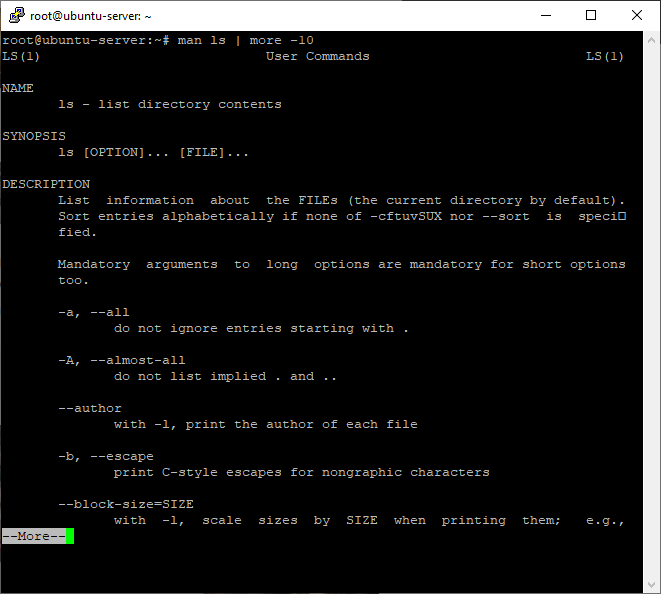 root@ubuntu-server: ~
root@ubuntu-server:~# man ls | more -10
LS(1) User Commands LS(1)
NAME
ls - list directory contents
SYNOPSIS
ls [OPTION]... [FILE]...
DESCRIPTION
List information about the FILEs (the current directory by default).
Sort entries alphabetically if none of -cftuvSUX nor --sort is speci□
fied.
Mandatory arguments to long options are mandatory for short options
too.
-a, --all
do not ignore entries starting with .
-A, --almost-all
do not list implied . and ..
--author
with -l, print the author of each file
-b, --escape
print C-style escapes for nongraphic characters
--block-size=SIZE
with -l, scale sizes by SIZE when printing them; e.g.,
--More--